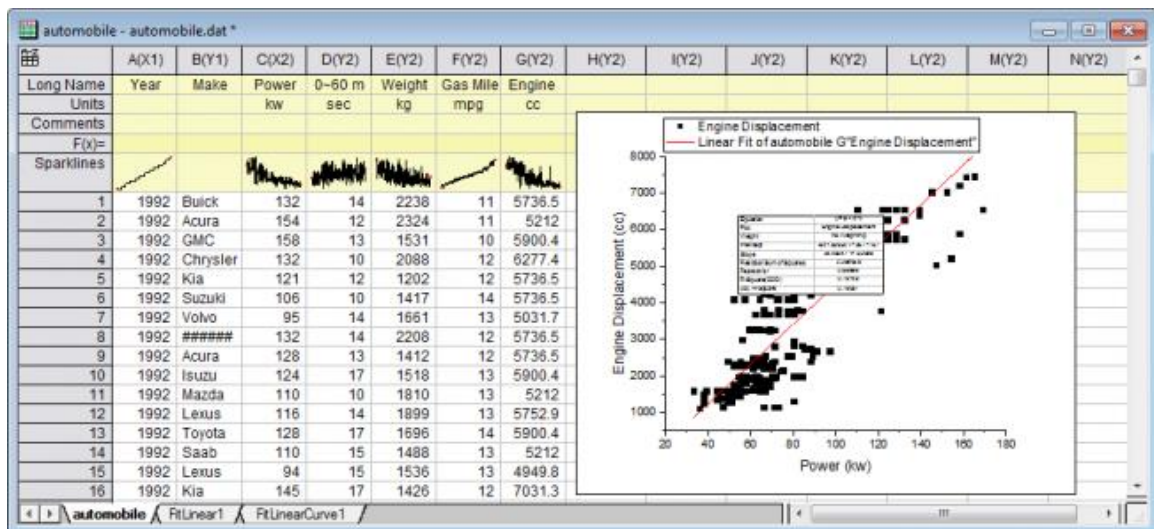 automobile - automobile.dat *
A(X1) B(Y1) C(X2) D(Y2) E(Y2) F(Y2) G(Y2) H(Y2) I(Y2) J(Y2) K(Y2) L(Y2) M(Y2) N(Y2)
Long Name Year Make Power 0~60 m Weight Gas Mile Engine
Units kw sec kg mpg cc
Comments
F(x)=
Sparklines
1 1992 Buick 132 14 2238 11 5736.5
2 1992 Acura 154 12 2324 11 5212
3 1992 GMC 158 13 1531 10 5900.4
4 1992 Chrysler 132 10 2088 12 6277.4
5 1992 Kia 121 12 1202 12 5736.5
6 1992 Suzuki 106 10 1417 14 5736.5
7 1992 Volvo 95 14 1661 13 5031.7
8 1992 ###### 132 14 2208 12 5736.5
9 1992 Acura 128 13 1412 12 5736.5
10 1992 Isuzu 124 17 1518 13 5900.4
11 1992 Mazda 110 10 1810 13 5212
12 1992 Lexus 116 14 1899 13 5752.9
13 1992 Toyota 128 17 1696 14 5900.4
14 1992 Saab 110 15 1488 13 5212
15 1992 Lexus 94 15 1536 13 4949.8
16 1992 Kia 145 17 1426 12 7031.3
automobile FitLinear1 FitLinearCurve1
Engine Displacement
Linear Fit of automobile G"Engine Displacement"
Engine Displacement (cc)
8000
7000
6000
5000
4000
3000
2000
1000
20 40 60 80 100 120 140 160 180
Power (kw)